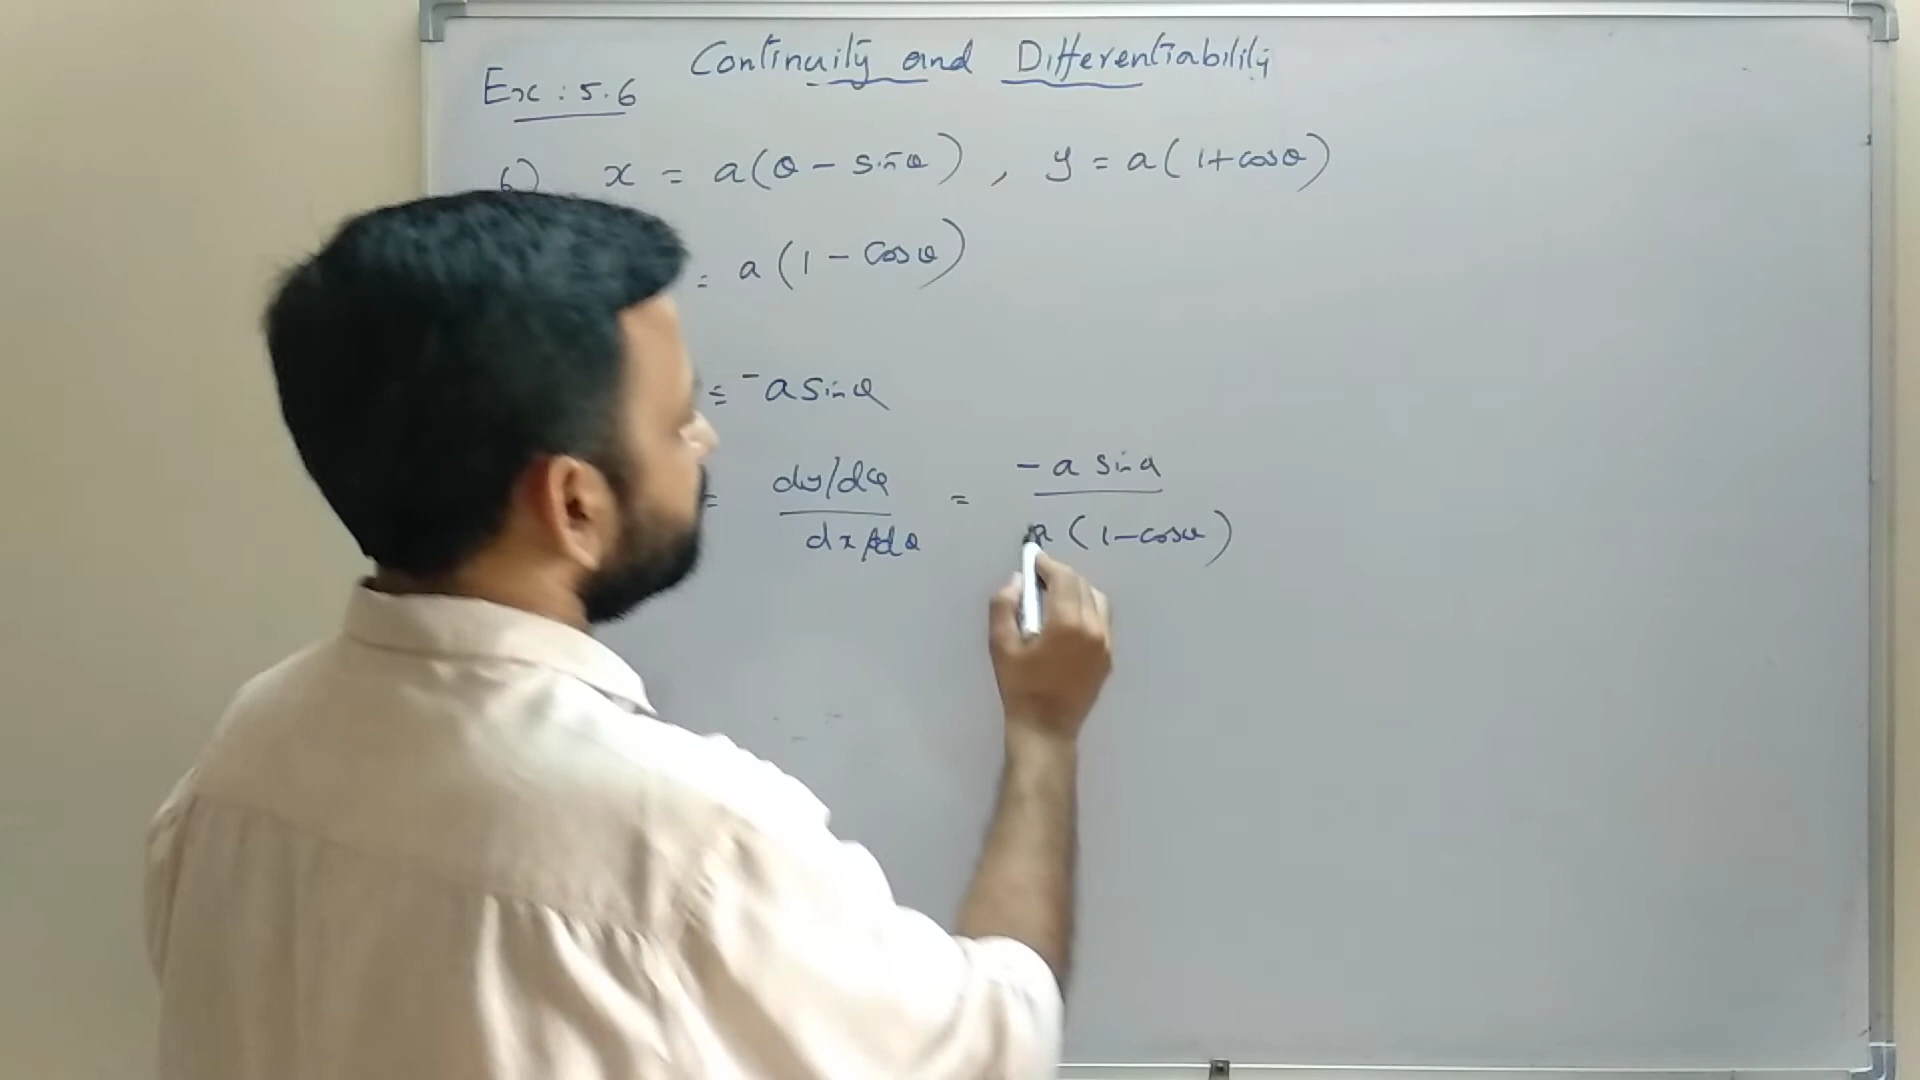 Continuity and Differentiability
Ex : 5.6
6) x = a(θ - sinθ) , y = a(1+cosθ)
= a(1 - cosθ)
= -a sinθ
= dy/dθ / dx/dθ = -a sinθ / a(1-cosθ)